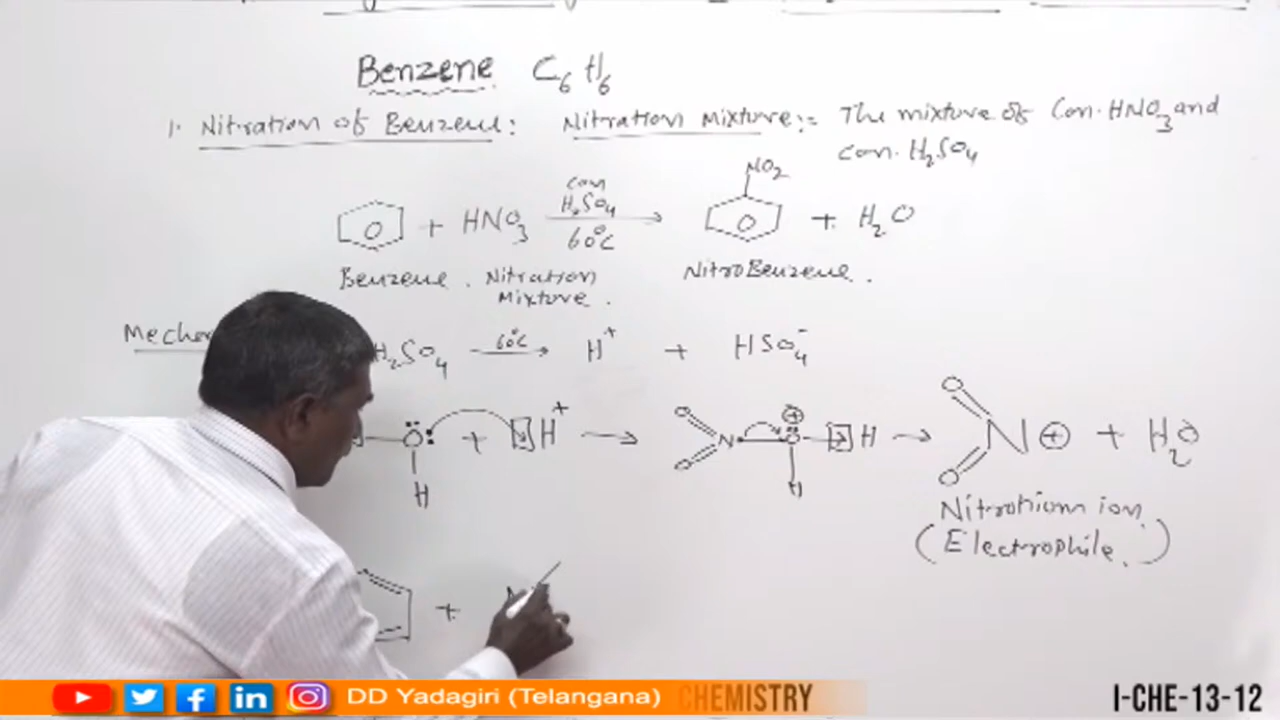 Benzene C6H6
1. Nitration of Benzene: Nitration Mixture:- The mixture of Con. HNO3 and
Con. H2SO4
NO2
con
H2SO4
+ HNO3 → + H2O
60°C
Benzene. Nitration Mixture. NitroBenzene.
H2SO4 —60°C→ H+ + HSO4-
O + H+ → O N O H → O N ⊕ + H2O
H H O
Nitronium ion
(Electrophile)
+
DD Yadagiri (Telangana) CHEMISTRY I-CHE-13-12